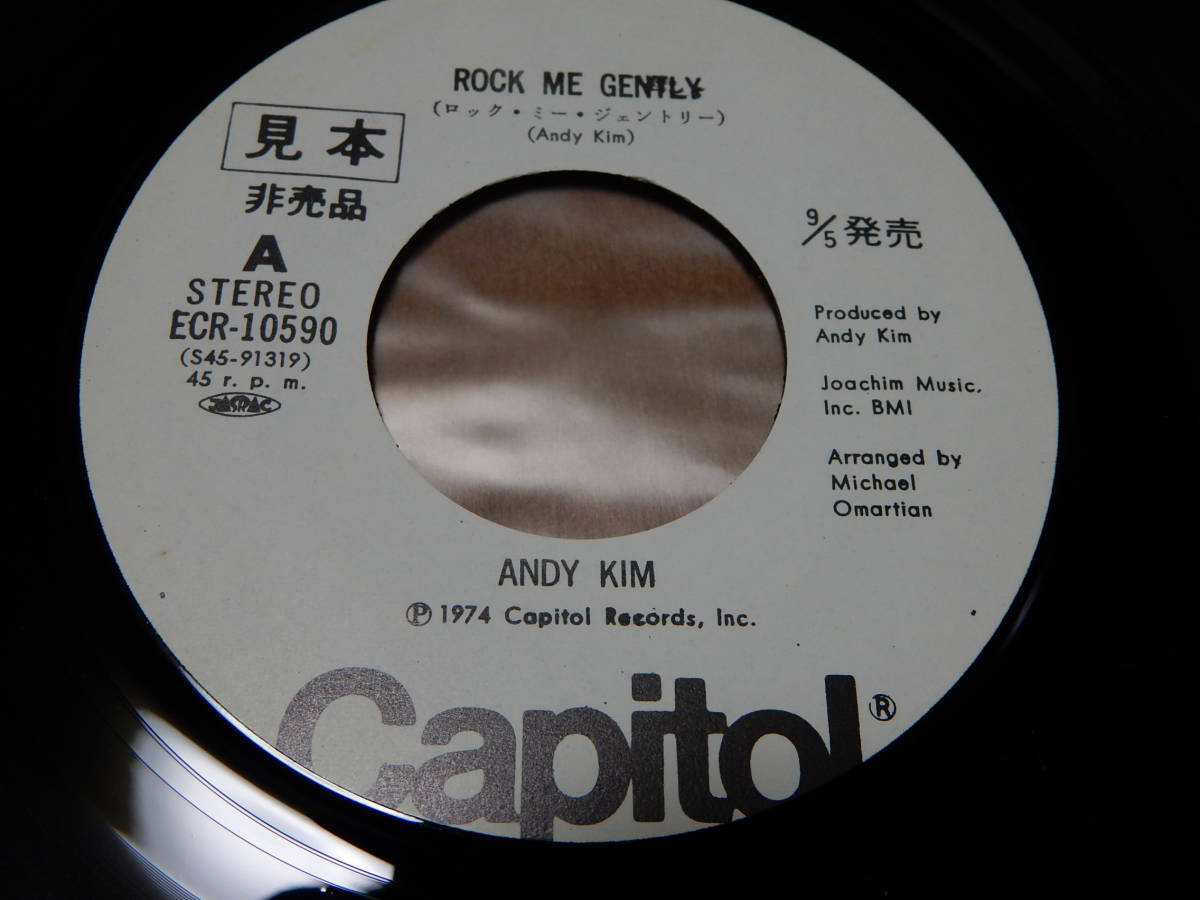 ROCK ME GENTLY
(ロック・ミー・ジェントリー)
(Andy Kim)
見本
非売品
A
STEREO
ECR-10590
(S45-91319)
45 r. p. m.
JASRAC
9/5 発売
Produced by
Andy Kim
Joachim Music,
Inc. BMI
Arranged by
Michael
Omartian
ANDY KIM
Ⓟ 1974 Capitol Records, Inc.
Capitol®